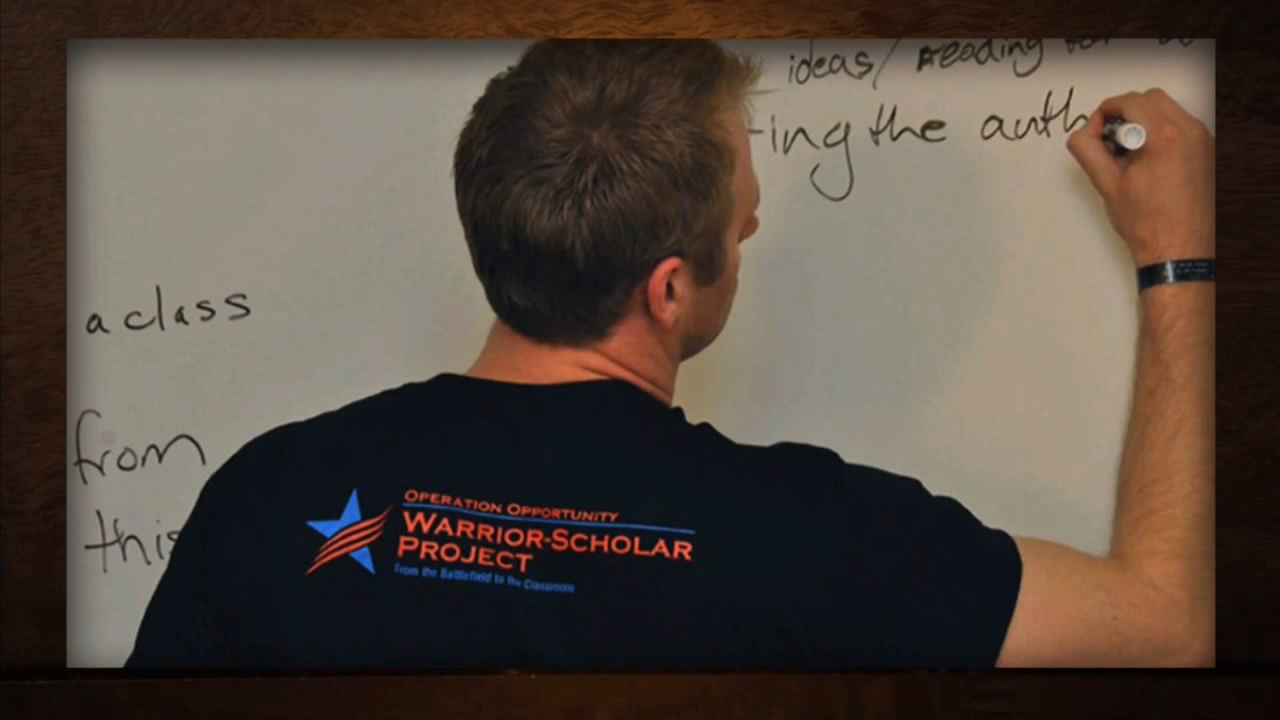 ideas/ reading for
ing the auth
a class
from
this
OPERATION OPPORTUNITY
WARRIOR-SCHOLAR
PROJECT
From the Battlefield to the Classroom